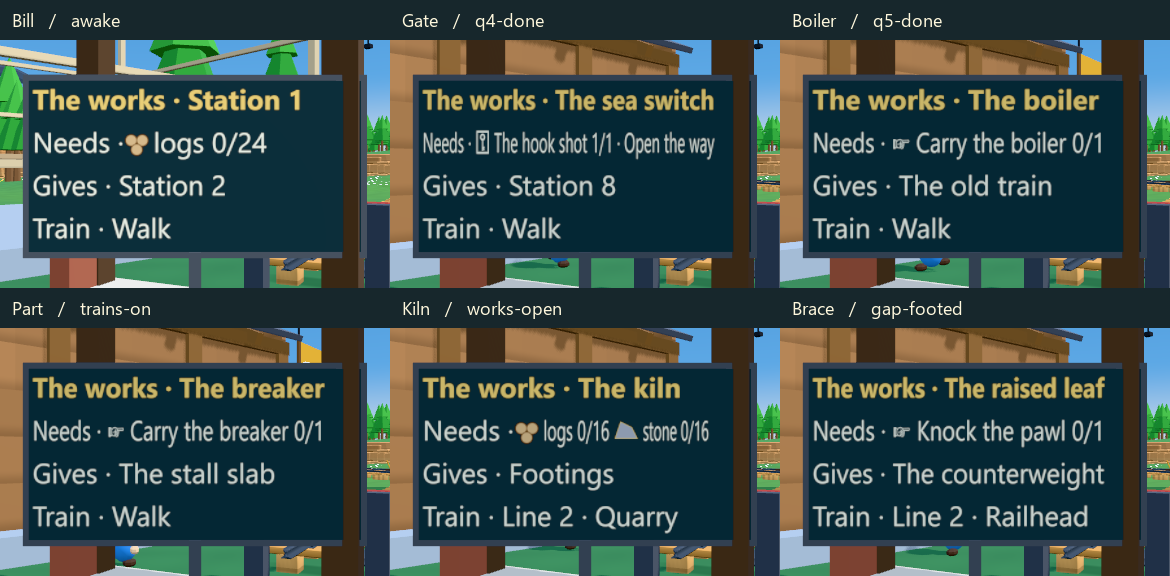 Bill / awake
The works · Station 1
Needs · logs 0/24
Gives · Station 2
Train · Walk
Gate / q4-done
The works · The sea switch
Needs · The hook shot 1/1 · Open the way
Gives · Station 8
Train · Walk
Boiler / q5-done
The works · The boiler
Needs · ☞ Carry the boiler 0/1
Gives · The old train
Train · Walk
Part / trains-on
The works · The breaker
Needs · ☞ Carry the breaker 0/1
Gives · The stall slab
Train · Walk
Kiln / works-open
The works · The kiln
Needs · logs 0/16 stone 0/16
Gives · Footings
Train · Line 2 · Quarry
Brace / gap-footed
The works · The raised leaf
Needs · ☞ Knock the pawl 0/1
Gives · The counterweight
Train · Line 2 · Railhead